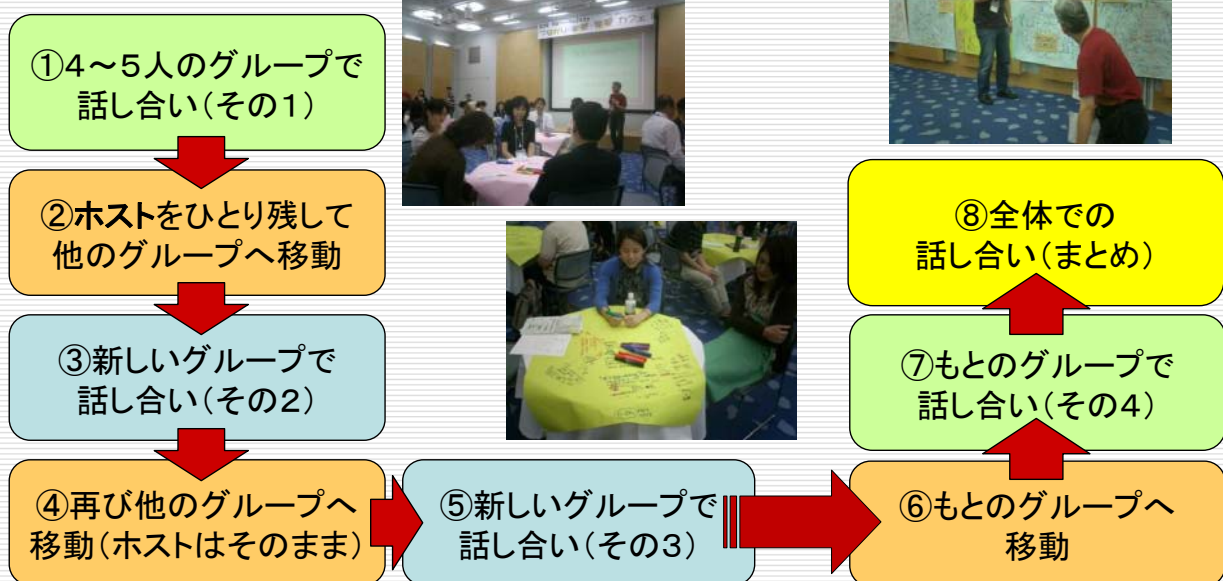 ①4~5人のグループで
話し合い(その1)
②ホストをひとり残して
他のグループへ移動
③新しいグループで
話し合い(その2)
④再び他のグループへ
移動(ホストはそのまま)
⑤新しいグループで
話し合い(その3)
⑥もとのグループへ
移動
⑦もとのグループで
話し合い(その4)
⑧全体での
話し合い(まとめ)